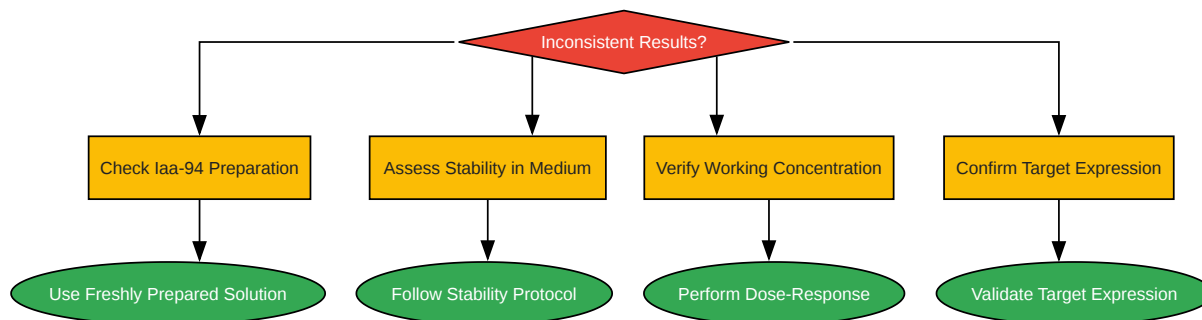 Inconsistent Results?
Check Iaa-94 Preparation
Assess Stability in Medium
Verify Working Concentration
Confirm Target Expression
Use Freshly Prepared Solution
Follow Stability Protocol
Perform Dose-Response
Validate Target Expression